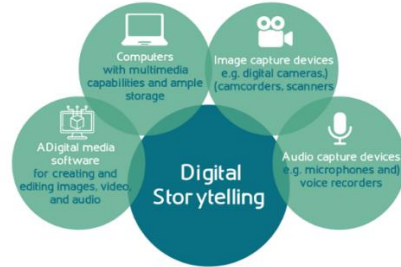 Computers
with multimedia
capabilities and ample
storage
Image capture devices
e.g. digital cameras,)
(camcorders, scanners
ADigital media
software
for creating and
editing images, video,
and audio
Digital
Storytelling
Audio capture devices
e.g. microphones and)
voice recorders